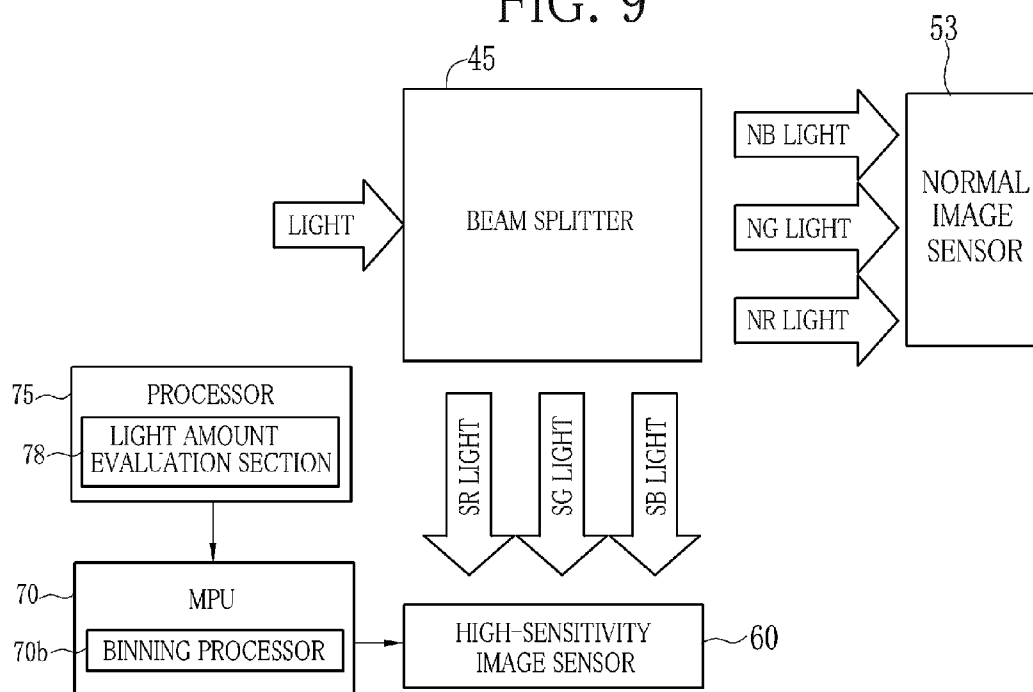 FIG. 9
45
53
BEAM SPLITTER
LIGHT
NB LIGHT
NG LIGHT
NR LIGHT
NORMAL
IMAGE
SENSOR
75
PROCESSOR
78
LIGHT AMOUNT
EVALUATION SECTION
SR LIGHT
SG LIGHT
SB LIGHT
70
MPU
70b
BINNING PROCESSOR
HIGH-SENSITIVITY
IMAGE SENSOR
60